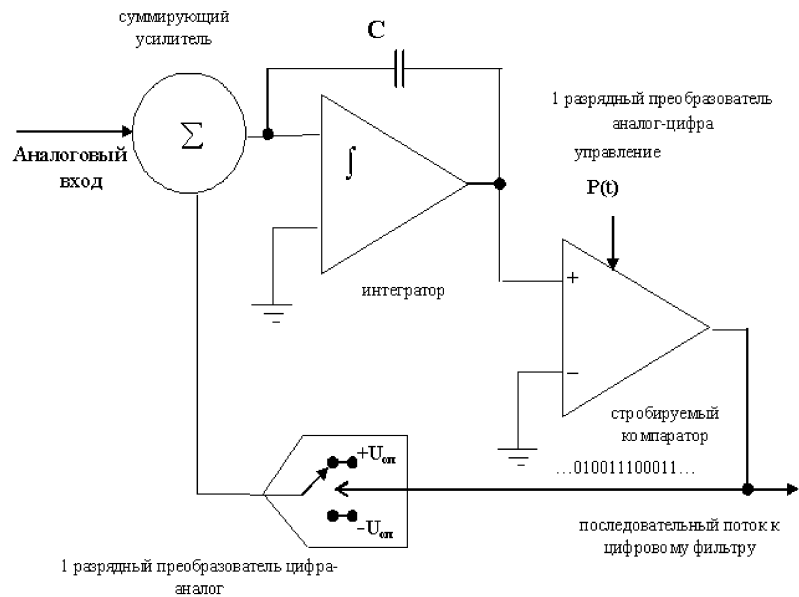 суммирующий
усилитель
C
1 разрядный преобразователь
аналог-цифра
управление
P(t)
Σ
Аналоговый
вход
∫
интегратор
+
−
стробируемый
компаратор
...010011100011...
+Uоп
−Uоп
последовательный поток к
цифровому фильтру
1 разрядный преобразователь цифра-
аналог